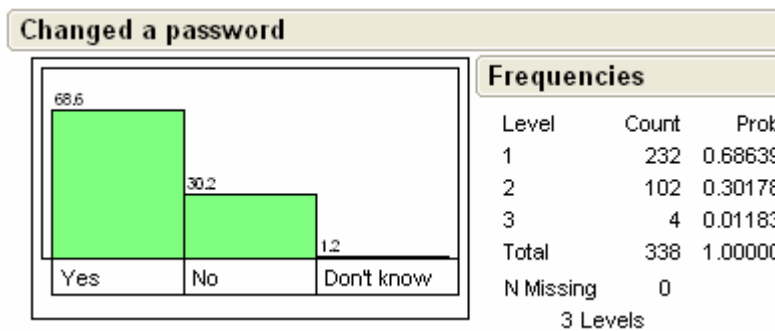 Changed a password
68.6
30.2
1.2
Yes No Don't know
Frequencies
Level Count Prob
1 232 0.68639
2 102 0.30178
3 4 0.01183
Total 338 1.00000
N Missing 0
3 Levels